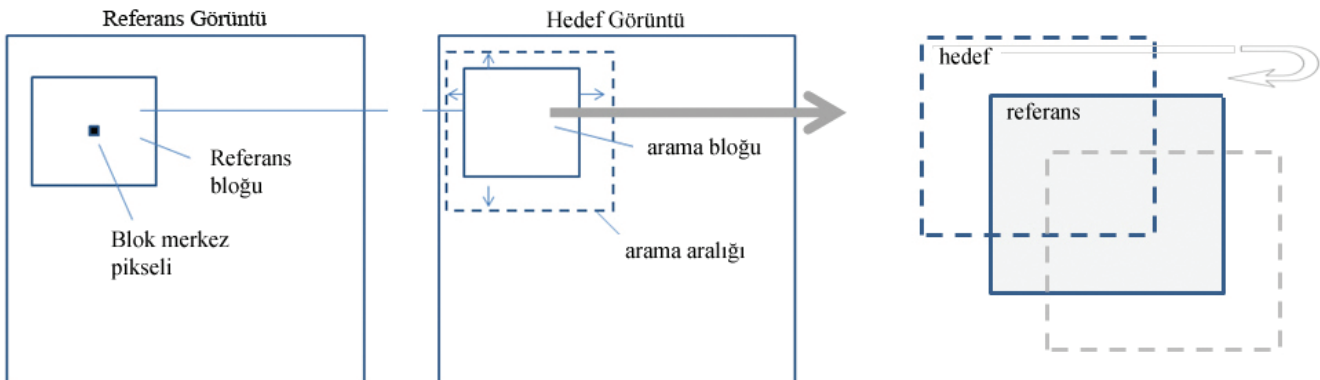 Referans Görüntü
Hedef Görüntü
hedef
referans
Referans
bloğu
arama bloğu
Blok merkez
pikseli
arama aralığı